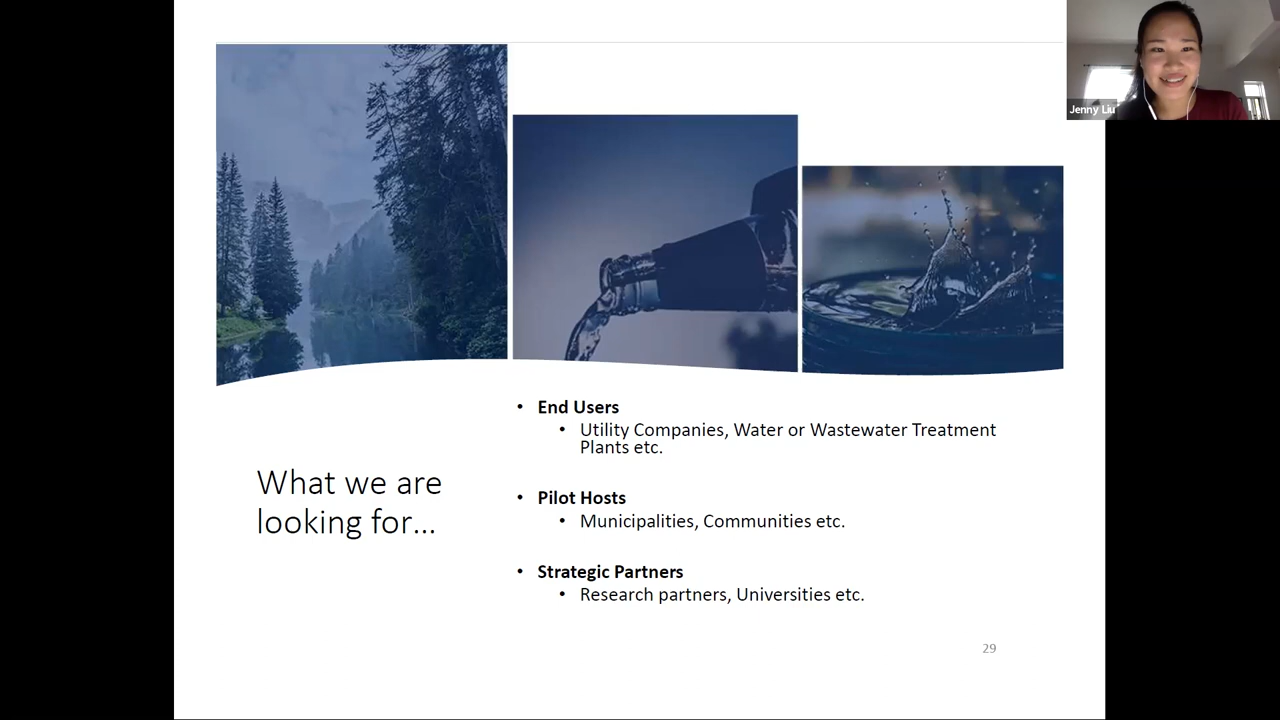 Jenny Liu
• End Users
• Utility Companies, Water or Wastewater Treatment
Plants etc.
What we are
looking for...
• Pilot Hosts
• Municipalities, Communities etc.
• Strategic Partners
• Research partners, Universities etc.
29